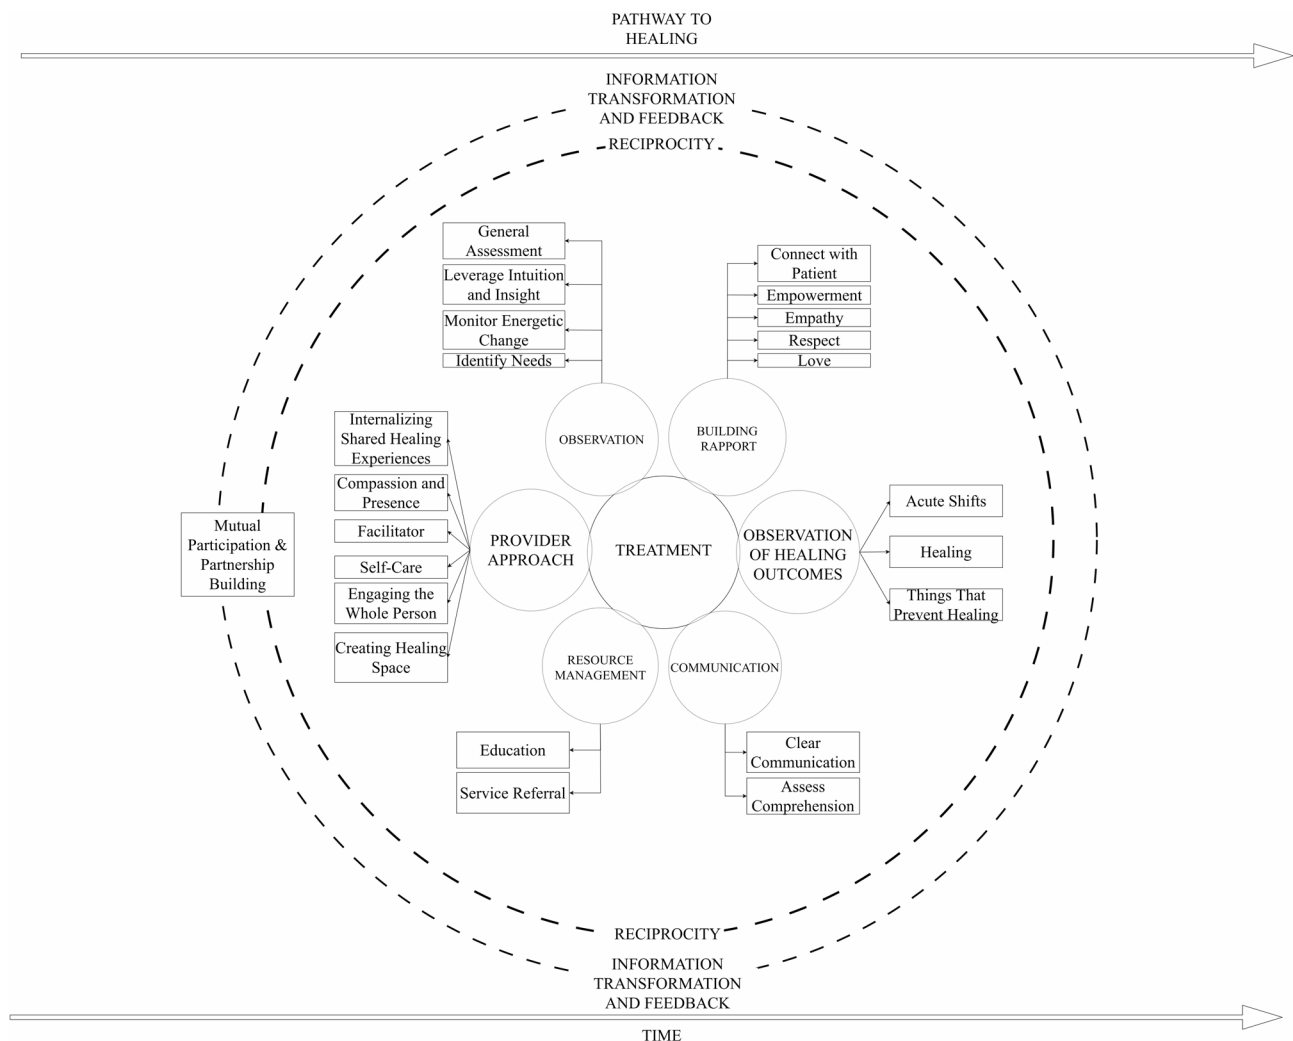 PATHWAY TO
HEALING
INFORMATION
TRANSFORMATION
AND FEEDBACK
RECIPROCITY
General
Assessment
Leverage Intuition
and Insight
Monitor Energetic
Change
Identify Needs
Connect with
Patient
Empowerment
Empathy
Respect
Love
OBSERVATION
BUILDING
RAPPORT
Internalizing
Shared Healing
Experiences
Compassion and
Presence
Facilitator
Self-Care
Engaging the
Whole Person
Creating Healing
Space
Mutual
Participation &
Partnership
Building
PROVIDER
APPROACH
TREATMENT
OBSERVATION
OF HEALING
OUTCOMES
Acute Shifts
Healing
Things That
Prevent Healing
RESOURCE
MANAGEMENT
COMMUNICATION
Education
Service Referral
Clear
Communication
Assess
Comprehension
RECIPROCITY
INFORMATION
TRANSFORMATION
AND FEEDBACK
TIME